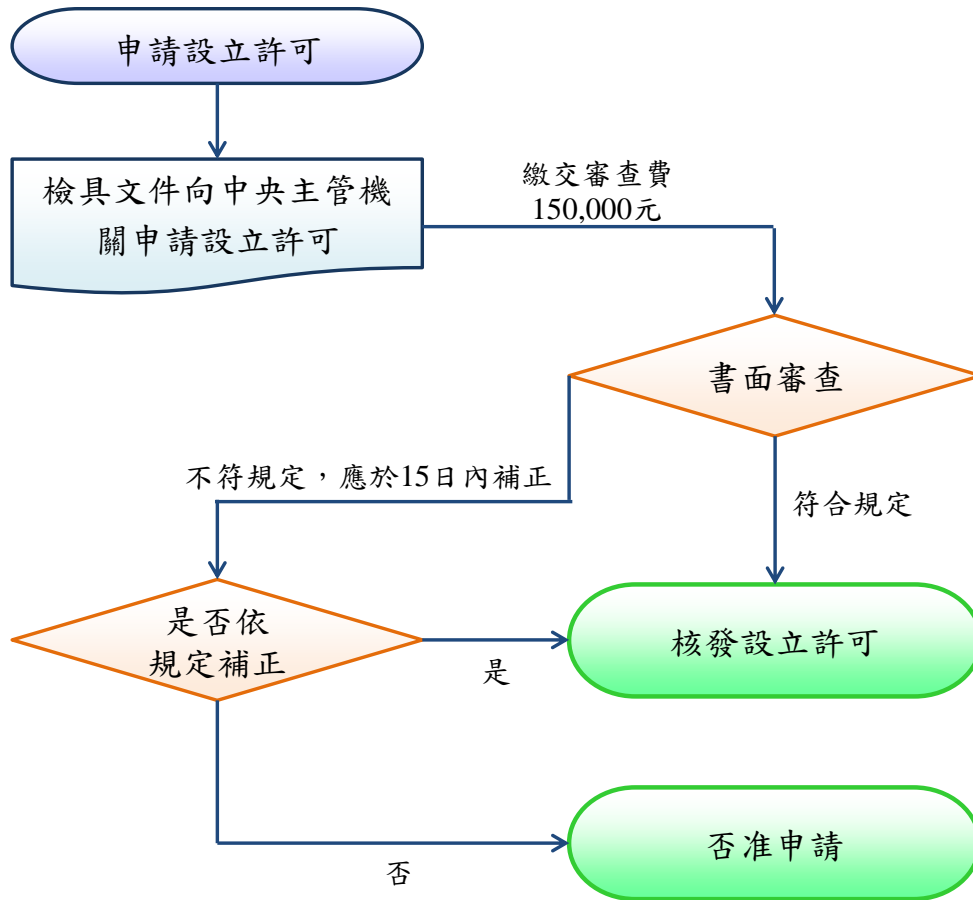 申請設立許可
檢具文件向中央主管機
關申請設立許可
繳交審查費
150,000元
書面審查
不符規定，應於15日內補正
符合規定
是否依
規定補正
是
核發設立許可
否
否准申請